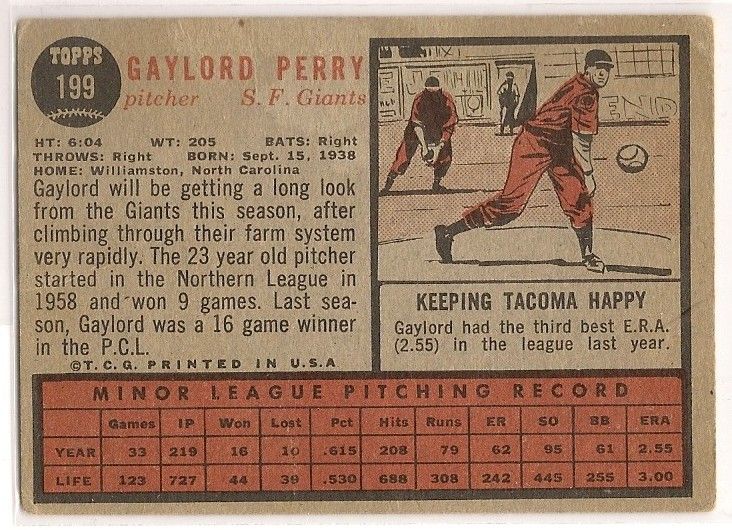 TOPPS
199
GAYLORD PERRY
pitcher S. F. Giants
HT: 6:04 WT: 205 BATS: Right
THROWS: Right BORN: Sept. 15, 1938
HOME: Williamston, North Carolina
Gaylord will be getting a long look
from the Giants this season, after
climbing through their farm system
very rapidly. The 23 year old pitcher
started in the Northern League in
1958 and won 9 games. Last sea-
son, Gaylord was a 16 game winner
in the P.C.L.
©T.C.G. PRINTED IN U.S.A
KEEPING TACOMA HAPPY
Gaylord had the third best E.R.A.
(2.55) in the league last year.
MINOR LEAGUE PITCHING RECORD
Games IP Won Lost Pct Hits Runs ER SO BB ERA
YEAR 33 219 16 10 .615 208 79 62 95 61 2.55
LIFE 123 727 44 39 .530 688 308 242 445 255 3.00